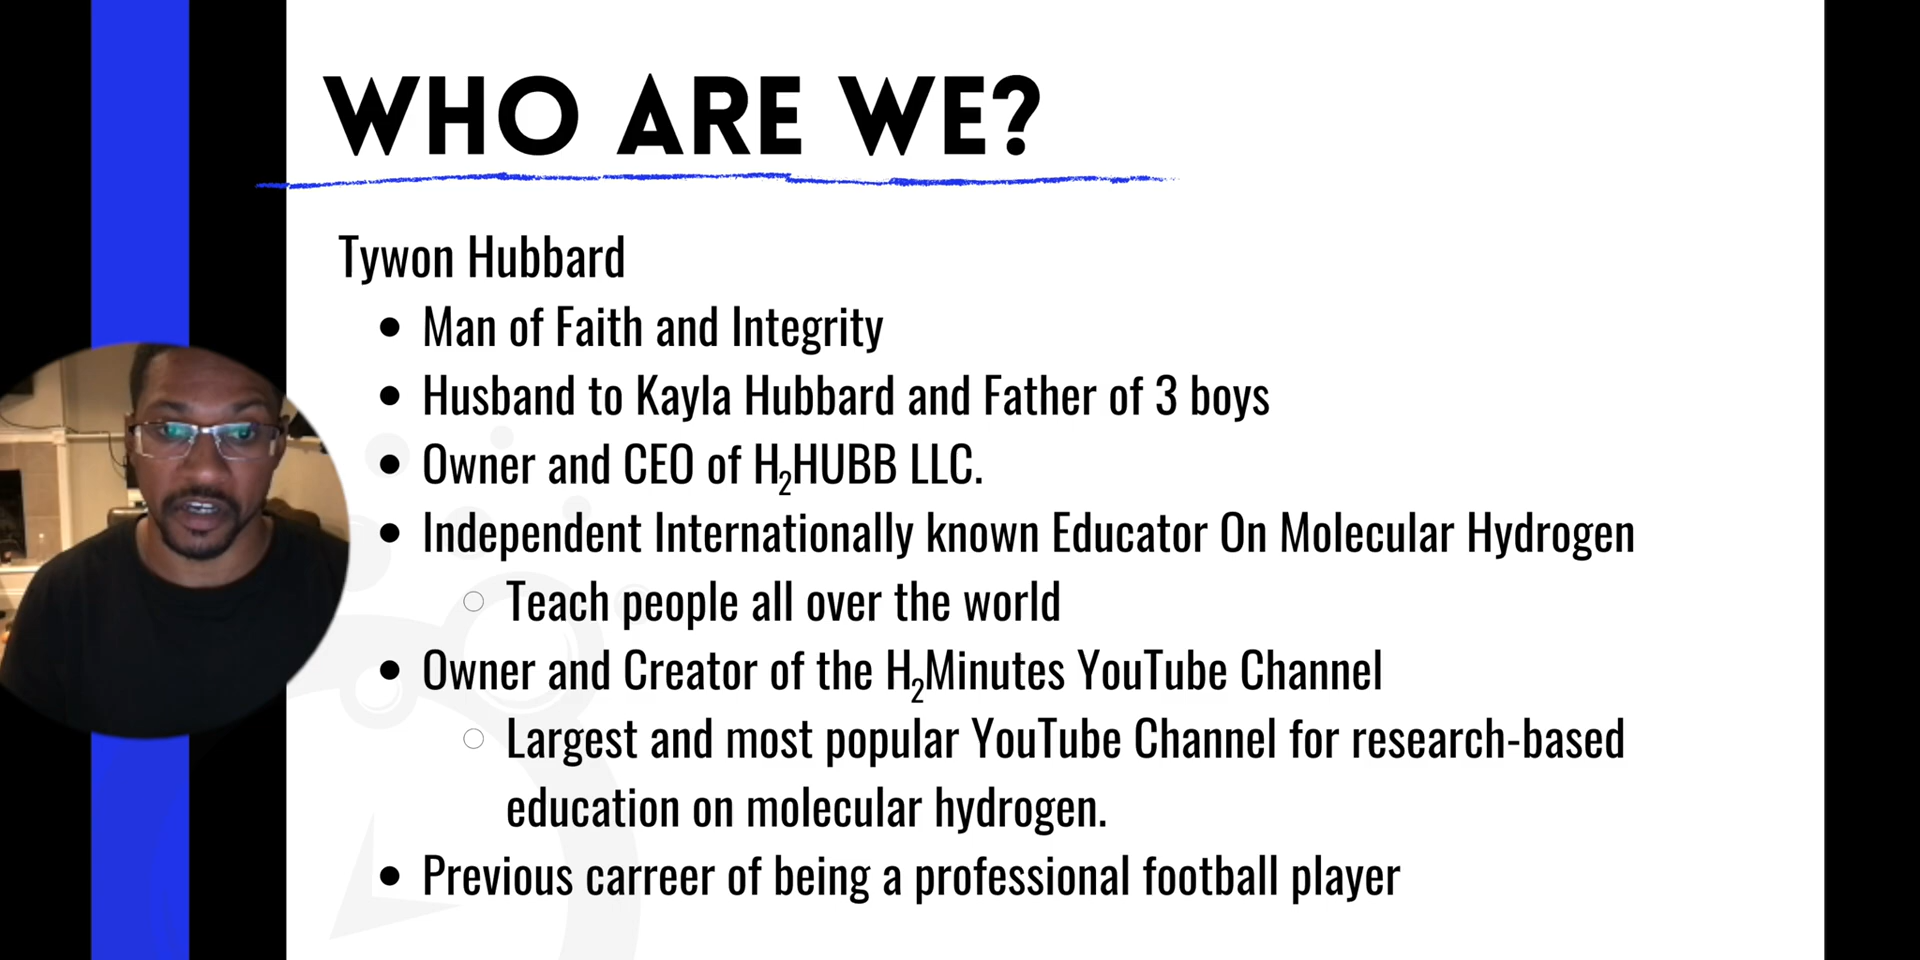 WHO ARE WE?
Tywon Hubbard
• Man of Faith and Integrity
• Husband to Kayla Hubbard and Father of 3 boys
• Owner and CEO of H₂HUBB LLC.
• Independent Internationally known Educator On Molecular Hydrogen
○ Teach people all over the world
• Owner and Creator of the H₂Minutes YouTube Channel
○ Largest and most popular YouTube Channel for research-based
education on molecular hydrogen.
• Previous carreer of being a professional football player